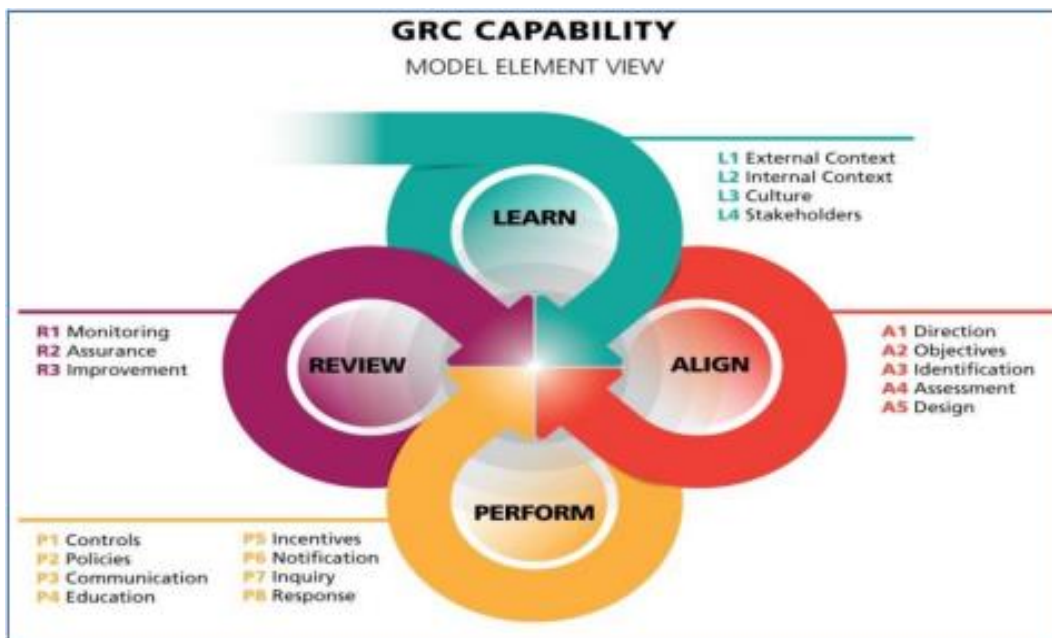 GRC CAPABILITY
MODEL ELEMENT VIEW
LEARN
L1 External Context
L2 Internal Context
L3 Culture
L4 Stakeholders
ALIGN
A1 Direction
A2 Objectives
A3 Identification
A4 Assessment
A5 Design
PERFORM
P1 Controls
P2 Policies
P3 Communication
P4 Education
P5 Incentives
P6 Notification
P7 Inquiry
P8 Response
REVIEW
R1 Monitoring
R2 Assurance
R3 Improvement